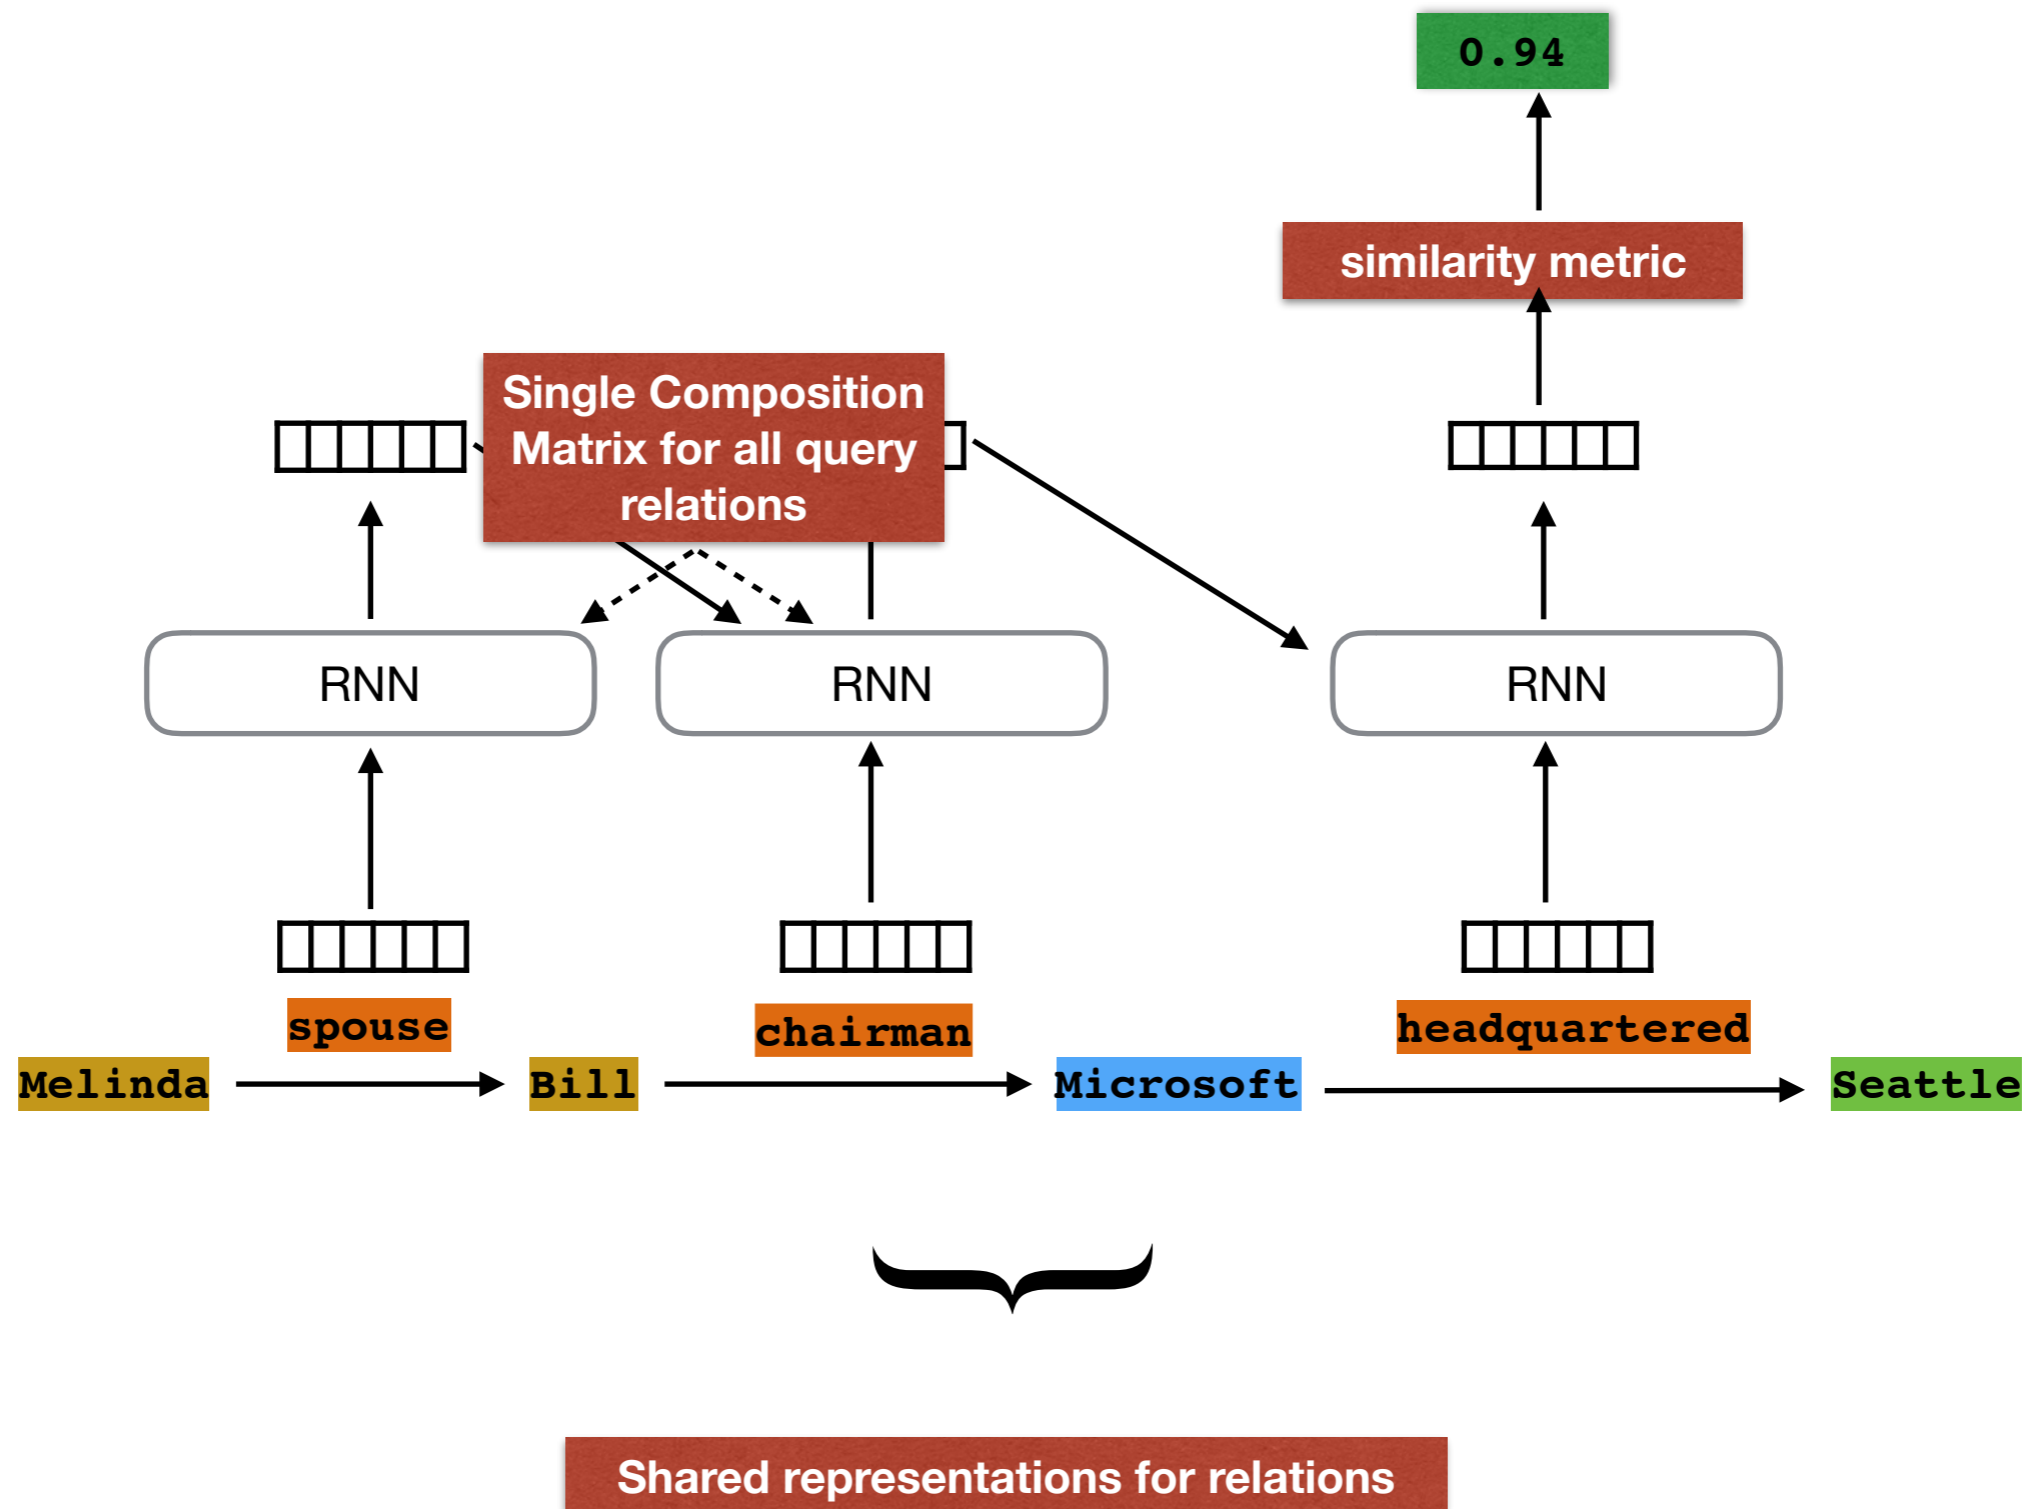 0.94
similarity metric
Single Composition
Matrix for all query
relations
RNN
RNN
RNN
spouse
chairman
headquartered
Melinda
Bill
Microsoft
Seattle
Shared representations for relations